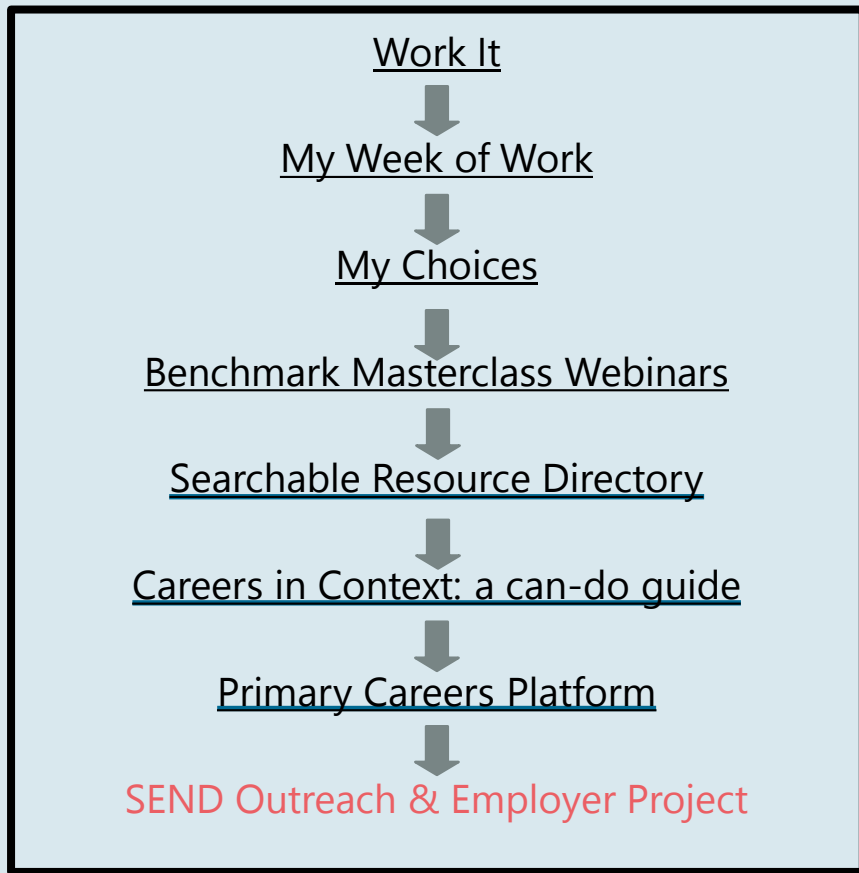 Work It
My Week of Work
My Choices
Benchmark Masterclass Webinars
Searchable Resource Directory
Careers in Context: a can-do guide
Primary Careers Platform
SEND Outreach & Employer Project